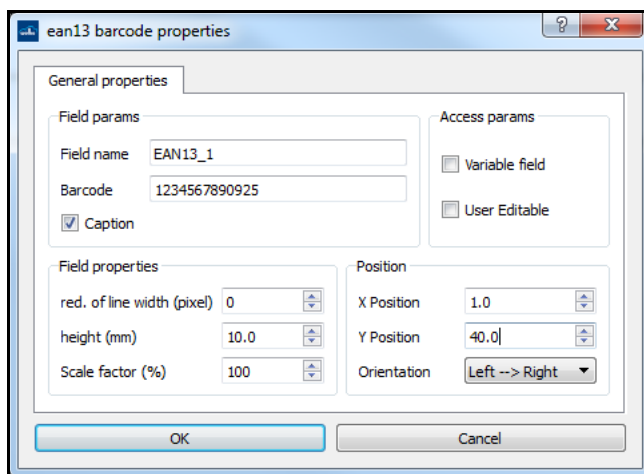 ean13 barcode properties
General properties
Field params
Field name EAN13_1
Barcode 1234567890925
Caption
Access params
Variable field
User Editable
Field properties
red. of line width (pixel) 0
height (mm) 10.0
Scale factor (%) 100
Position
X Position 1.0
Y Position 40.0
Orientation Left --> Right
OK Cancel